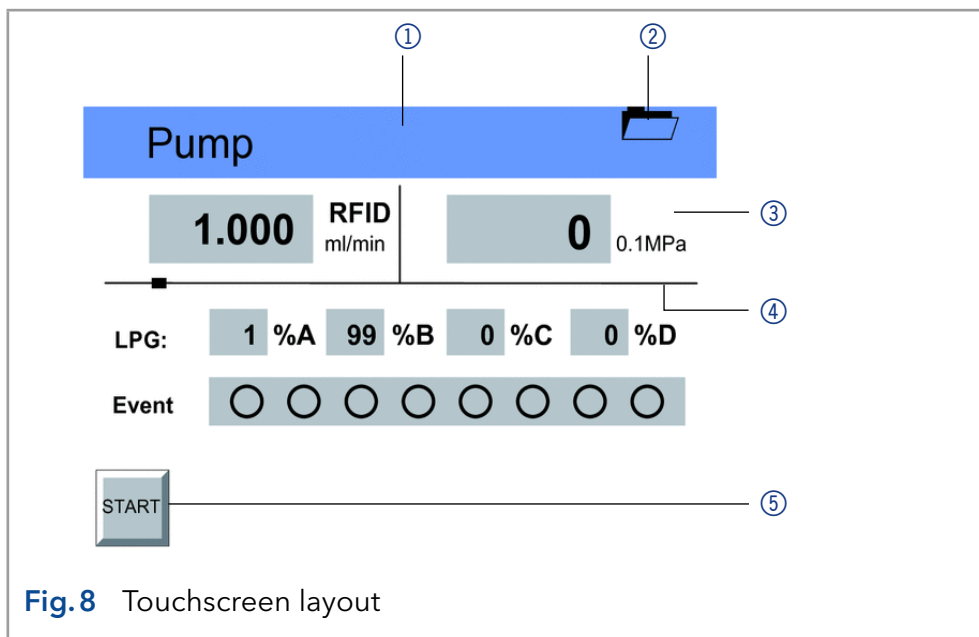 ① ②
Pump
1.000 RFID ml/min 0 0.1MPa ③
④
LPG: 1 %A 99 %B 0 %C 0 %D
Event
START ⑤
Fig. 8 Touchscreen layout